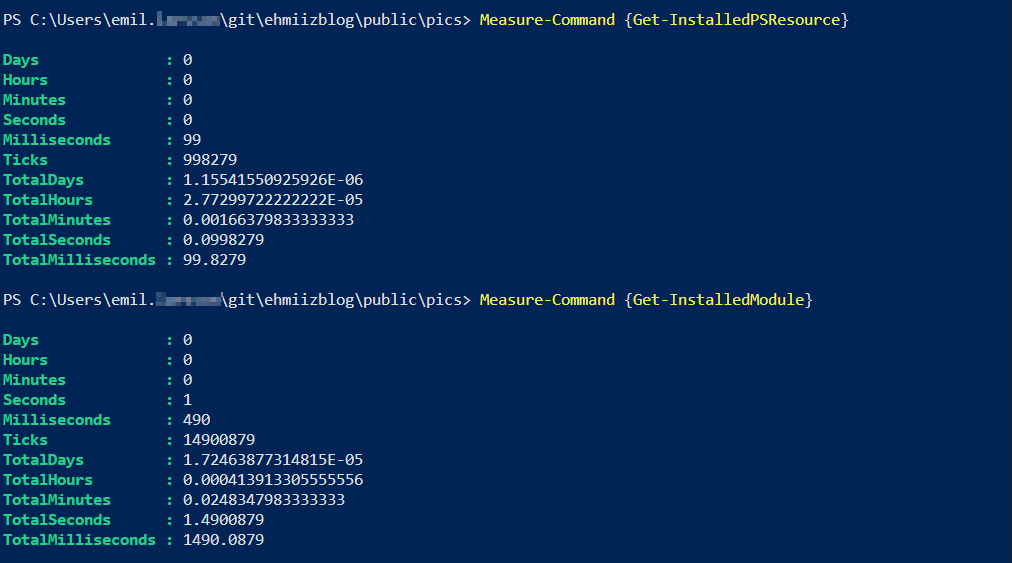 PS C:\Users\emil.\git\ehmiizblog\public\pics> Measure-Command {Get-InstalledPSResource}
Days              : 0
Hours             : 0
Minutes           : 0
Seconds           : 0
Milliseconds      : 99
Ticks             : 998279
TotalDays         : 1.15541550925926E-06
TotalHours        : 2.77299722222222E-05
TotalMinutes      : 0.00166379833333333
TotalSeconds      : 0.0998279
TotalMilliseconds : 99.8279
PS C:\Users\emil.\git\ehmiizblog\public\pics> Measure-Command {Get-InstalledModule}
Days              : 0
Hours             : 0
Minutes           : 0
Seconds           : 1
Milliseconds      : 490
Ticks             : 14900879
TotalDays         : 1.72463877314815E-05
TotalHours        : 0.000413913305555556
TotalMinutes      : 0.0248347983333333
TotalSeconds      : 1.4900879
TotalMilliseconds : 1490.0879